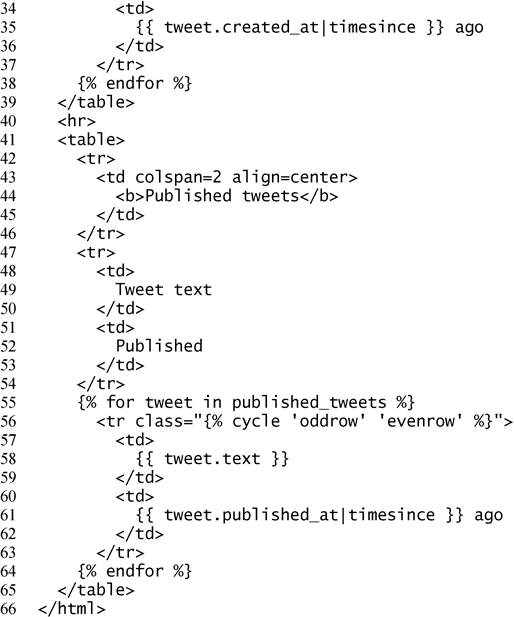 34          <td>
35            {{ tweet.created_at|timesince }} ago
36          </td>
37        </tr>
38      {% endfor %}
39    </table>
40    <hr>
41    <table>
42      <tr>
43        <td colspan=2 align=center>
44          <b>Published tweets</b>
45        </td>
46      </tr>
47      <tr>
48        <td>
49          Tweet text
50        </td>
51        <td>
52          Published
53        </td>
54      </tr>
55      {% for tweet in published_tweets %}
56        <tr class="{% cycle 'oddrow' 'evenrow' %}">
57          <td>
58            {{ tweet.text }}
59          </td>
60          <td>
61            {{ tweet.published_at|timesince }} ago
62          </td>
63        </tr>
64      {% endfor %}
65    </table>
66  </html>